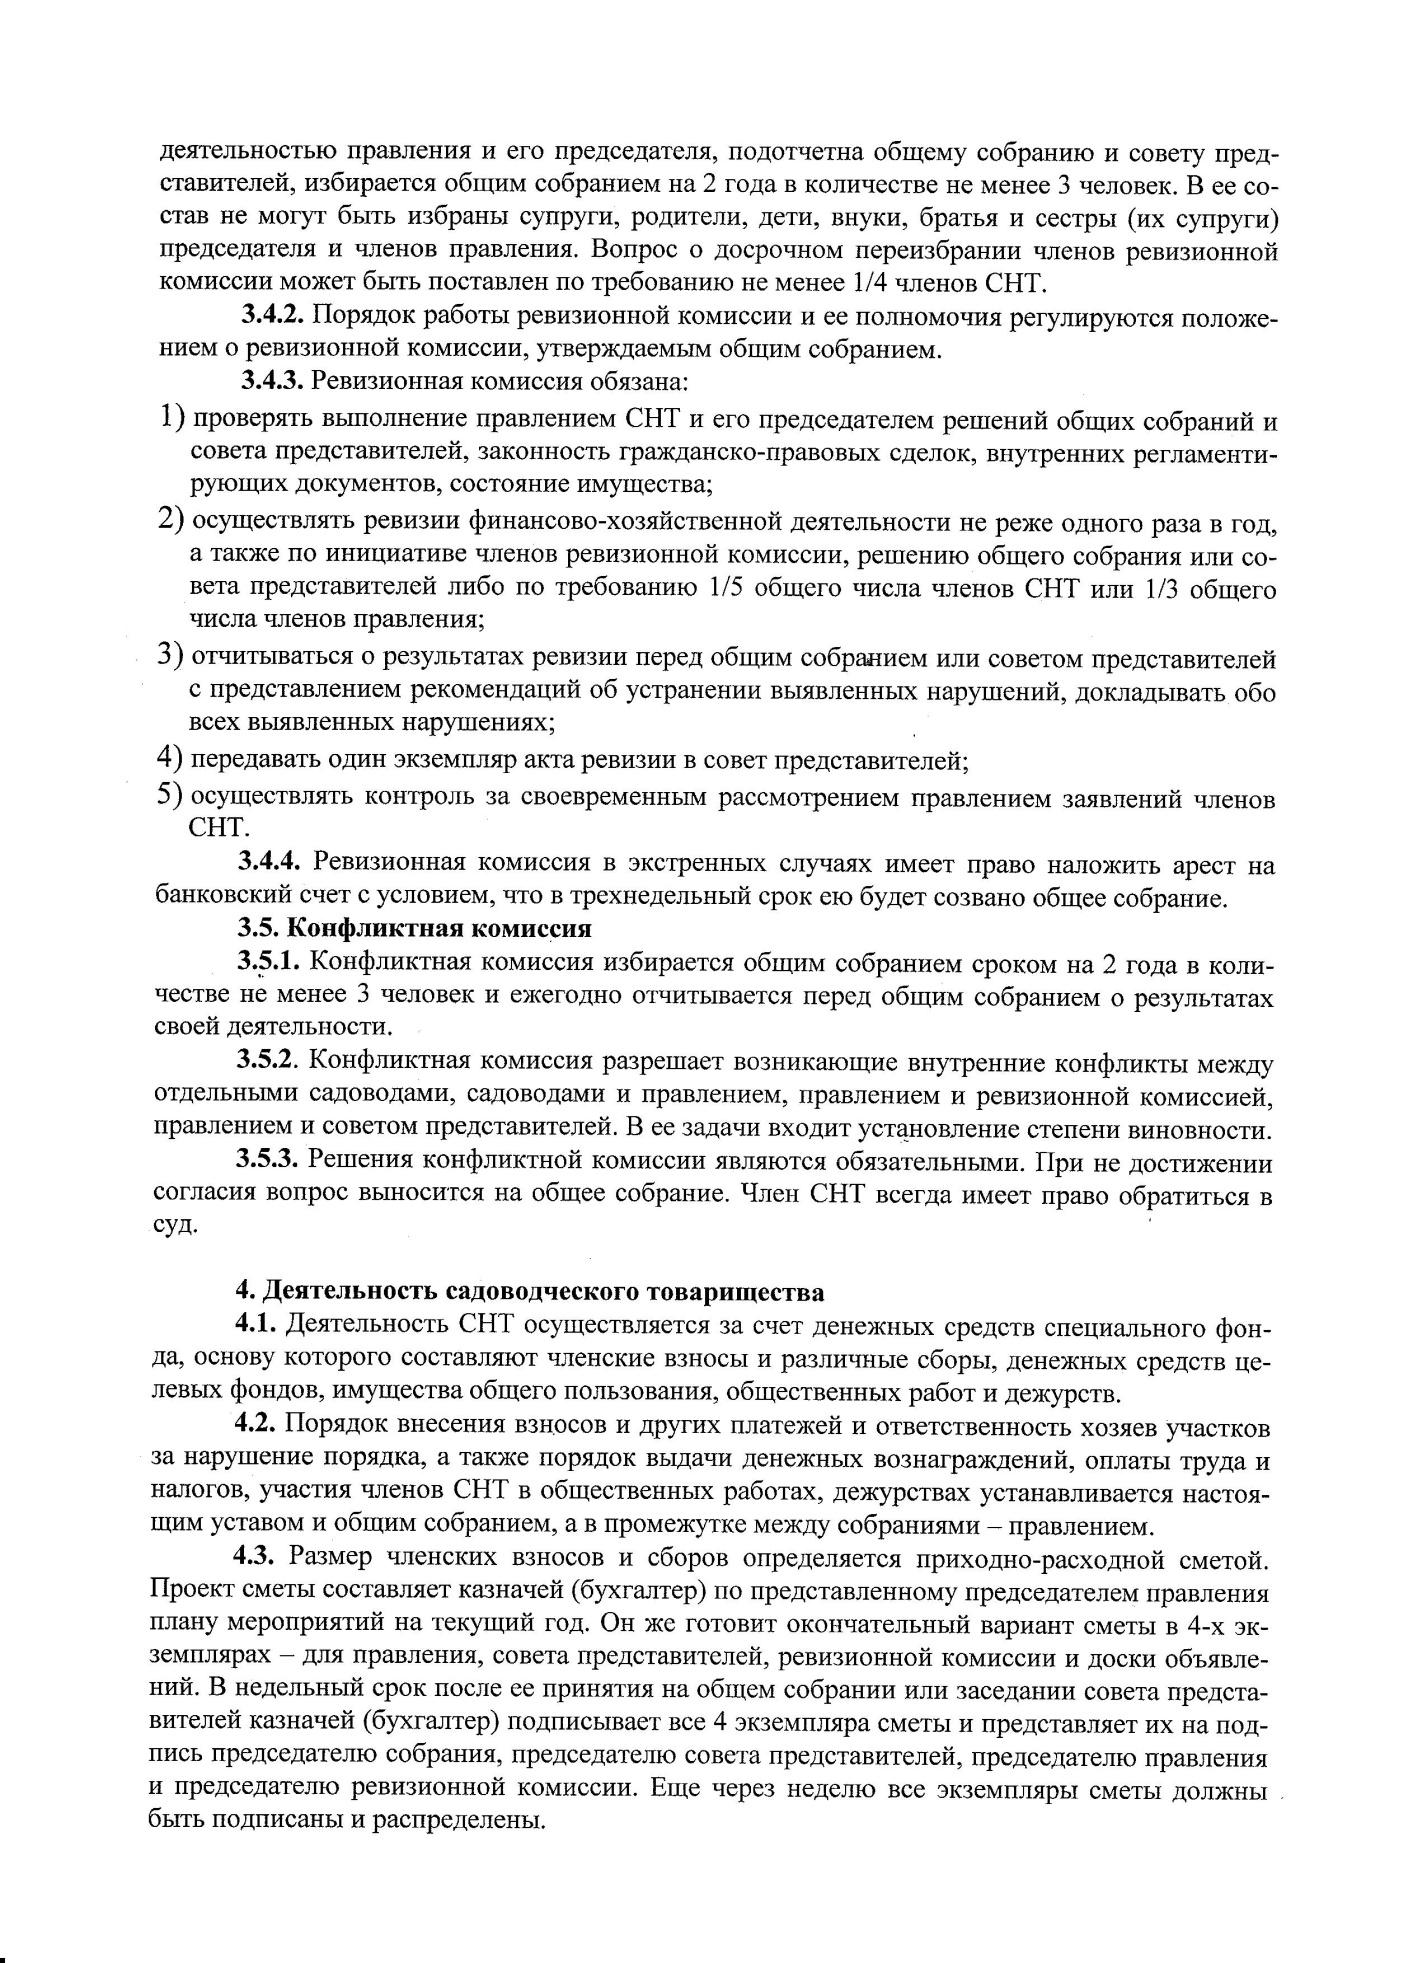 деятельностью правления и его председателя, подотчетна общему собранию и совету пред-
ставителей, избирается общим собранием на 2 года в количестве не менее 3 человек. В ее со-
став не могут быть избраны супруги, родители, дети, внуки, братья и сестры (их супруги)
председателя и членов правления. Вопрос о досрочном переизбрании членов ревизионной
комиссии может быть поставлен по требованию не менее 1/4 членов СНТ.
3.4.2. Порядок работы ревизионной комиссии и ее полномочия регулируются положе-
нием о ревизионной комиссии, утверждаемым общим собранием.
3.4.3. Ревизионная комиссия обязана:
1) проверять выполнение правлением СНТ и его председателем решений общих собраний и
совета представителей, законность гражданско-правовых сделок, внутренних регламенти-
рующих документов, состояние имущества;
2) осуществлять ревизии финансово-хозяйственной деятельности не реже одного раза в год,
а также по инициативе членов ревизионной комиссии, решению общего собрания или со-
вета представителей либо по требованию 1/5 общего числа членов СНТ или 1/3 общего
числа членов правления;
3) отчитываться о результатах ревизии перед общим собранием или советом представителей
с представлением рекомендаций об устранении выявленных нарушений, докладывать обо
всех выявленных нарушениях;
4) передавать один экземпляр акта ревизии в совет представителей;
5) осуществлять контроль за своевременным рассмотрением правлением заявлений членов
СНТ.
3.4.4. Ревизионная комиссия в экстренных случаях имеет право наложить арест на
банковский счет с условием, что в трехнедельный срок ею будет созвано общее собрание.
3.5. Конфликтная комиссия
3.5.1. Конфликтная комиссия избирается общим собранием сроком на 2 года в коли-
честве не менее 3 человек и ежегодно отчитывается перед общим собранием о результатах
своей деятельности.
3.5.2. Конфликтная комиссия разрешает возникающие внутренние конфликты между
отдельными садоводами, садоводами и правлением, правлением и ревизионной комиссией,
правлением и советом представителей. В ее задачи входит установление степени виновности.
3.5.3. Решения конфликтной комиссии являются обязательными. При не достижении
согласия вопрос выносится на общее собрание. Член СНТ всегда имеет право обратиться в
суд.
4. Деятельность садоводческого товарищества
4.1. Деятельность СНТ осуществляется за счет денежных средств специального фон-
да, основу которого составляют членские взносы и различные сборы, денежных средств це-
левых фондов, имущества общего пользования, общественных работ и дежурств.
4.2. Порядок внесения взносов и других платежей и ответственность хозяев участков
за нарушение порядка, а также порядок выдачи денежных вознаграждений, оплаты труда и
налогов, участия членов СНТ в общественных работах, дежурствах устанавливается настоя-
щим уставом и общим собранием, а в промежутке между собраниями – правлением.
4.3. Размер членских взносов и сборов определяется приходно-расходной сметой.
Проект сметы составляет казначей (бухгалтер) по представленному председателем правления
плану мероприятий на текущий год. Он же готовит окончательный вариант сметы в 4-х эк-
земплярах – для правления, совета представителей, ревизионной комиссии и доски объявле-
ний. В недельный срок после ее принятия на общем собрании или заседании совета предста-
вителей казначей (бухгалтер) подписывает все 4 экземпляра сметы и представляет их на под-
пись председателю собрания, председателю совета представителей, председателю правления
и председателю ревизионной комиссии. Еще через неделю все экземпляры сметы должны
быть подписаны и распределены.